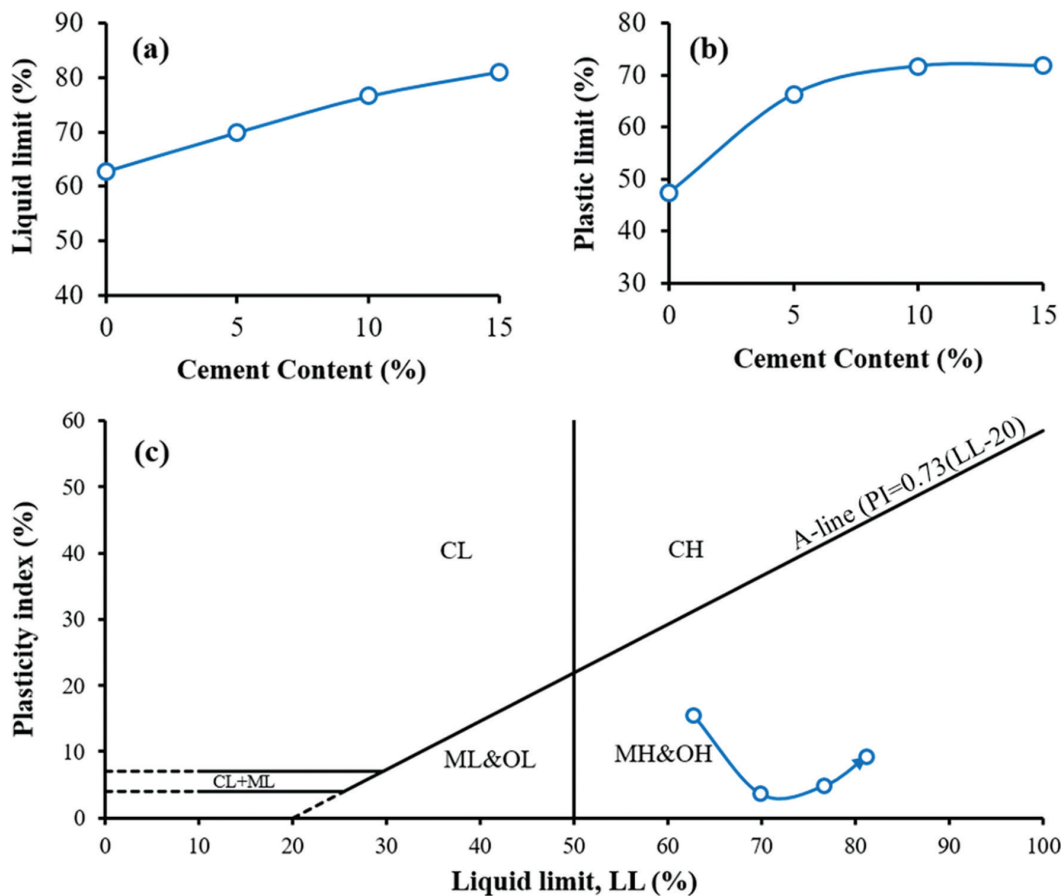 (a)
Liquid limit (%)
90
80
70
60
50
40
0 5 10 15
Cement Content (%)
(b)
Plastic limit (%)
80
70
60
50
40
30
0 5 10 15
Cement Content (%)
(c)
Plasticity index (%)
60
50
40
30
20
10
0
CL
CH
A-line (PI=0.73(LL-20)
ML&OL
MH&OH
CL+ML
0 10 20 30 40 50 60 70 80 90 100
Liquid limit, LL (%)